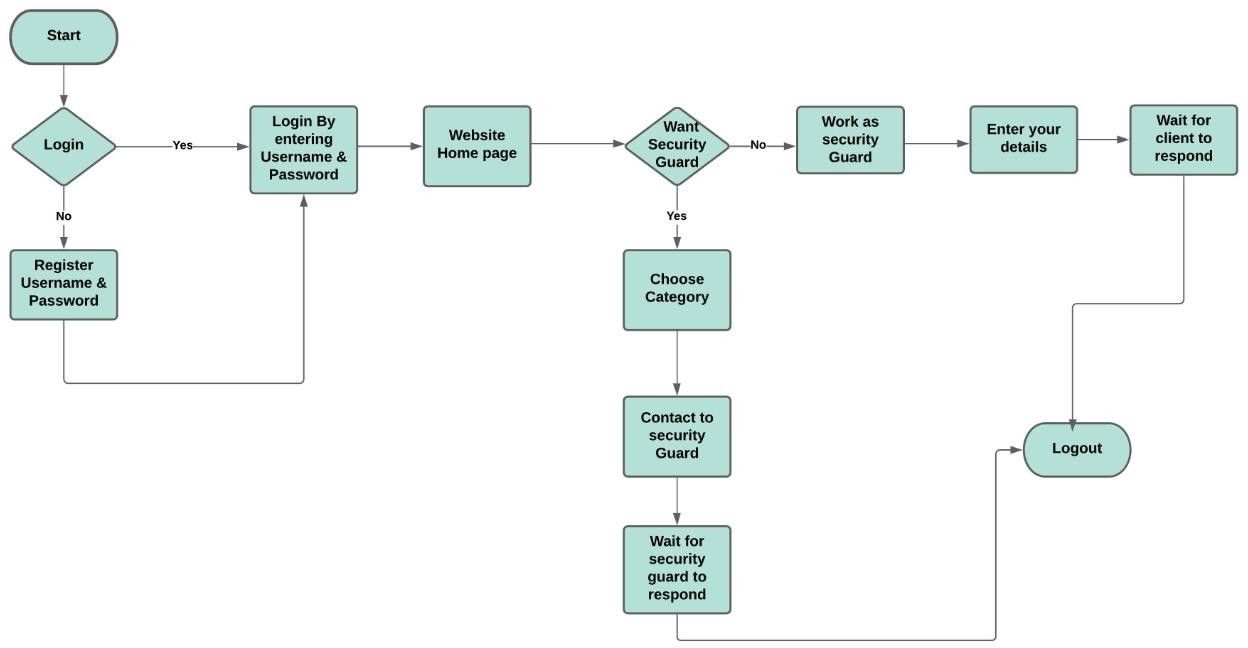 Start
Login
Yes
Login By
entering
Username &
Password
Website
Home page
Want
Security
Guard
No
Work as
security
Guard
Enter your
details
Wait for
client to
respond
No
Register
Username &
Password
Yes
Choose
Category
Contact to
security
Guard
Logout
Wait for
security
guard to
respond